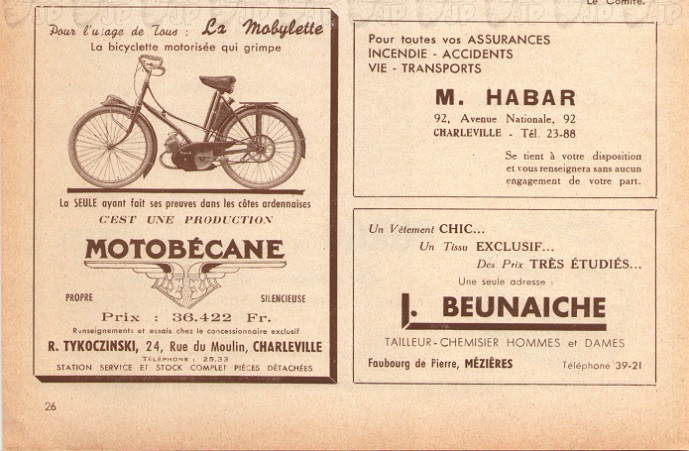 Le Comité.
Pour l'usage de Tous : La Mobylette
La bicyclette motorisée qui grimpe
La SEULE ayant fait ses preuves dans les côtes ardennaises
C'EST UNE PRODUCTION
MOTOBÉCANE
PROPRE SILENCIEUSE
Prix : 36.422 Fr.
Renseignements et essais chez le concessionnaire exclusif
R. TYKOCZINSKI, 24, Rue du Moulin, CHARLEVILLE
TÉLÉPHONE : 25.33
STATION SERVICE ET STOCK COMPLET PIÈCES DÉTACHÉES
Pour toutes vos ASSURANCES
INCENDIE - ACCIDENTS
VIE - TRANSPORTS
M. HABAR
92, Avenue Nationale, 92
CHARLEVILLE - Tél. 23-88
Se tient à votre disposition
et vous renseignera sans aucun
engagement de votre part.
Un Vêtement CHIC...
Un Tissu EXCLUSIF...
Des Prix TRÈS ÉTUDIÉS...
Une seule adresse :
J. BEUNAICHE
TAILLEUR-CHEMISIER HOMMES et DAMES
Faubourg de Pierre, MÉZIÈRES Téléphone 39-21
26